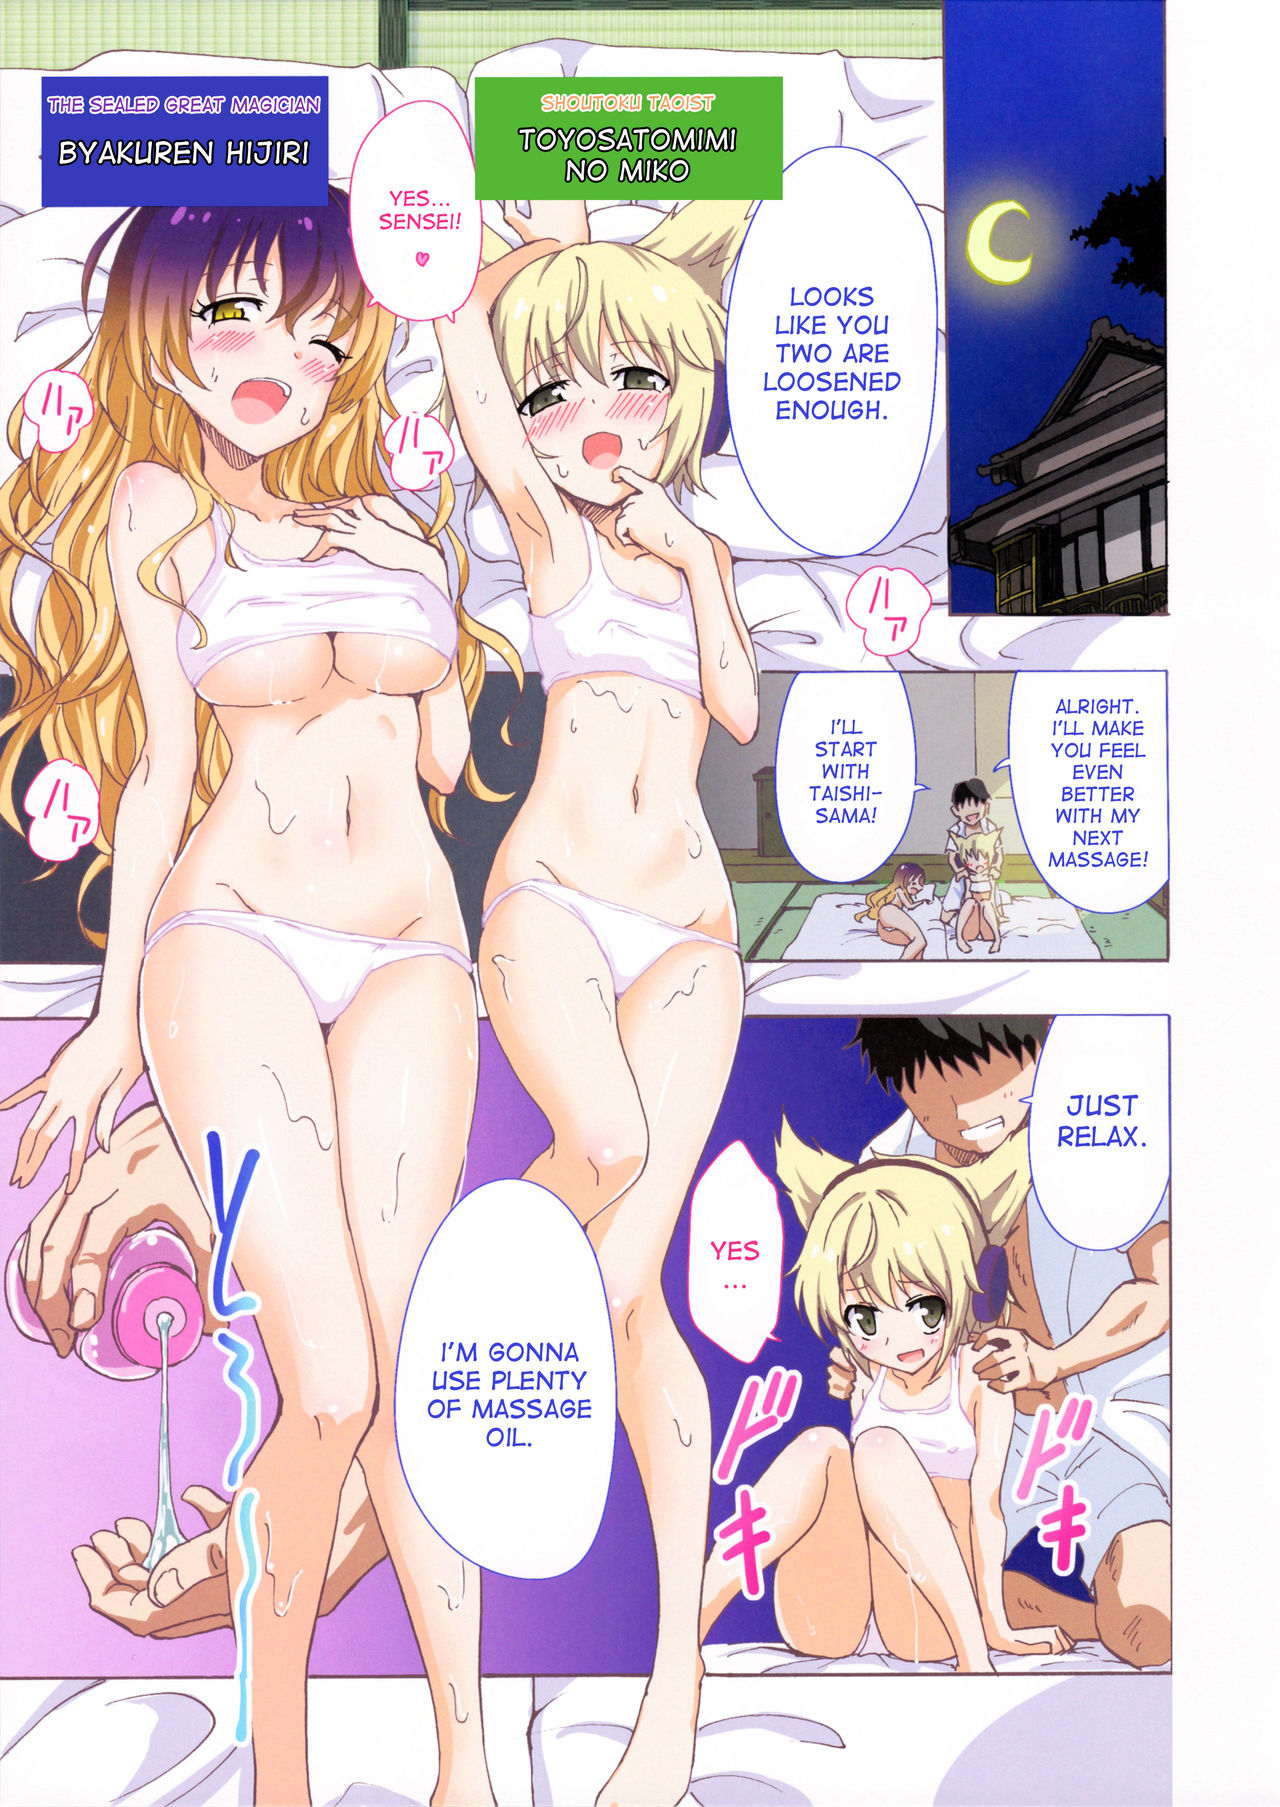 THE SEALED GREAT MAGICIAN
BYAKUREN HIJIRI
SHOUTOKU TAOIST
TOYOSATOMIMI
NO MIKO
LOOKS
LIKE YOU
TWO ARE
LOOSENED
ENOUGH.
YES...
SENSEI!
♥
ハァ
ハァ
ハァ
ハァ
ALRIGHT.
I'LL MAKE
YOU FEEL
EVEN
BETTER
WITH MY
NEXT
MASSAGE!
I'LL
START
WITH
TAISHI-
SAMA!
JUST
RELAX.
YES
...
ドキ
ドキ
I'M GONNA
USE PLENTY
OF MASSAGE
OIL.